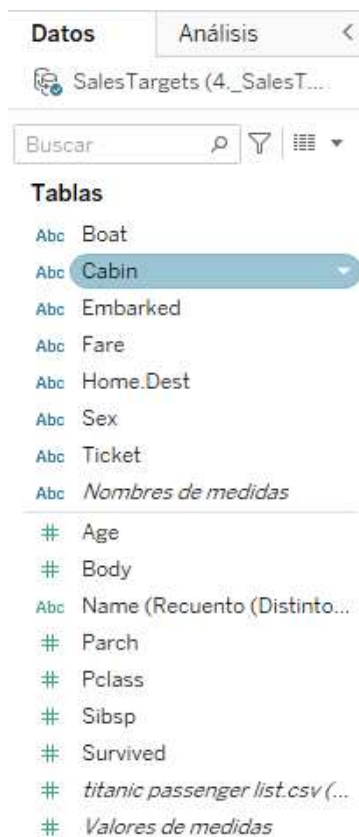 Datos Análisis
SalesTargets (4._SalesT...
Buscar
Tablas
Abc Boat
Abc Cabin
Abc Embarked
Abc Fare
Abc Home.Dest
Abc Sex
Abc Ticket
Abc Nombres de medidas
# Age
# Body
Abc Name (Recuento (Distinto...
# Parch
# Pclass
# Sibsp
# Survived
# titanic passenger list.csv (...
# Valores de medidas